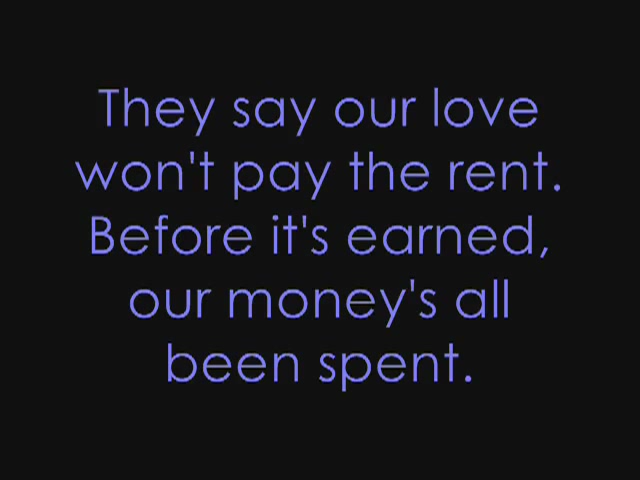 They say our love
won't pay the rent.
Before it's earned,
our money's all
been spent.